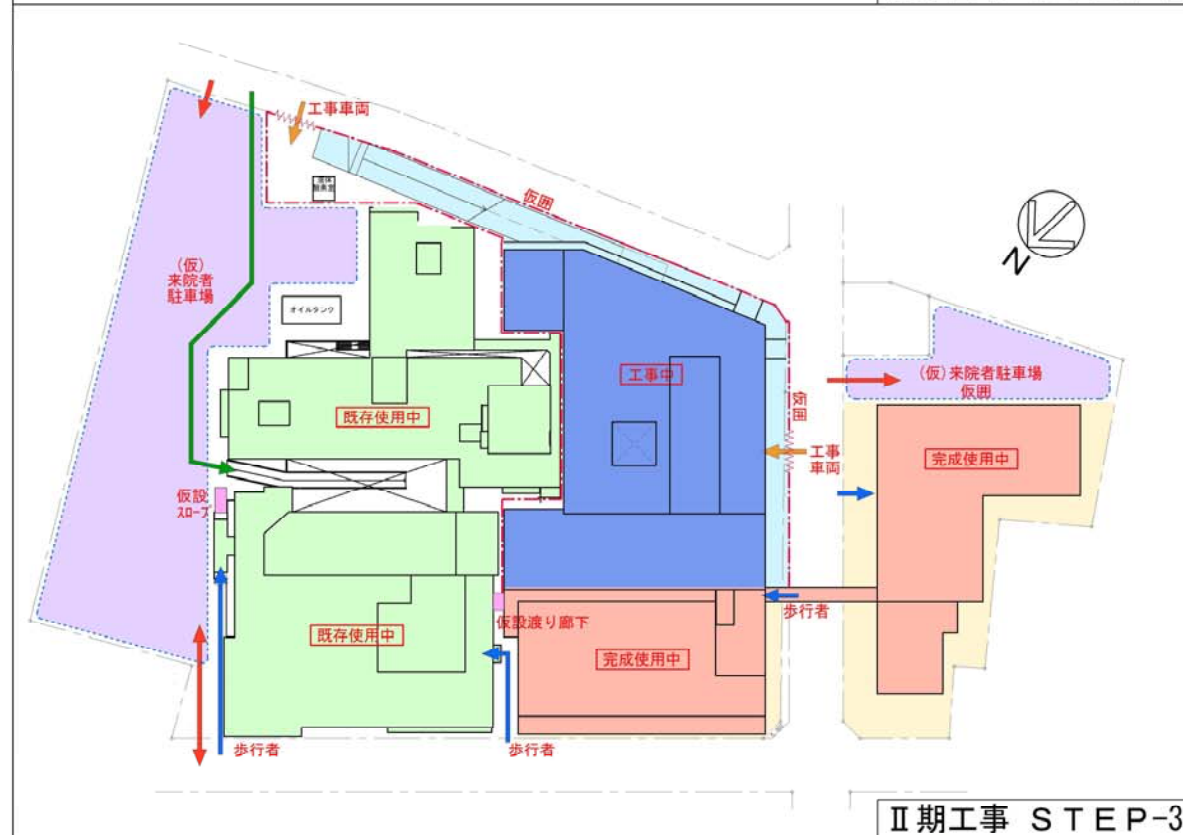 工事車両
仮囲
(仮)
来院者
駐車場
オイルタンク
N
工事中
仮囲
(仮)来院者駐車場
仮囲
既存使用中
工事
車両
完成使用中
仮設
スロープ
仮設渡り廊下
歩行者
既存使用中
完成使用中
歩行者
歩行者
Ⅱ期工事 STEP-3